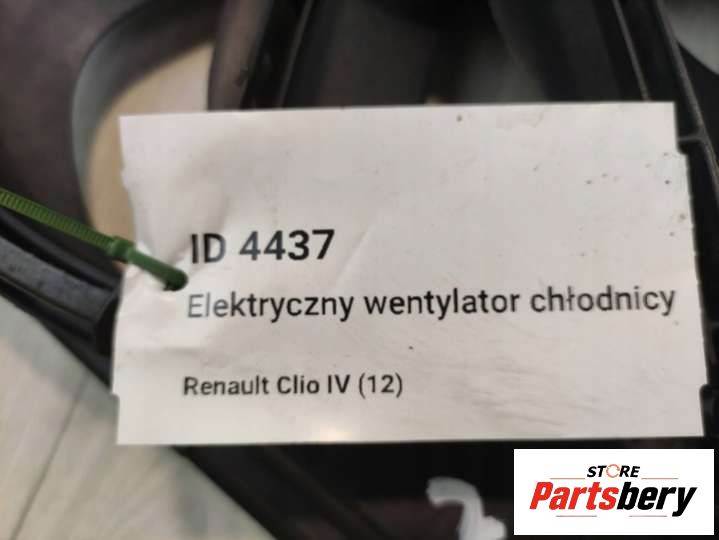 ID 4437
Elektryczny wentylator chłodnicy
Renault Clio IV (12)
STORE
Partsbery